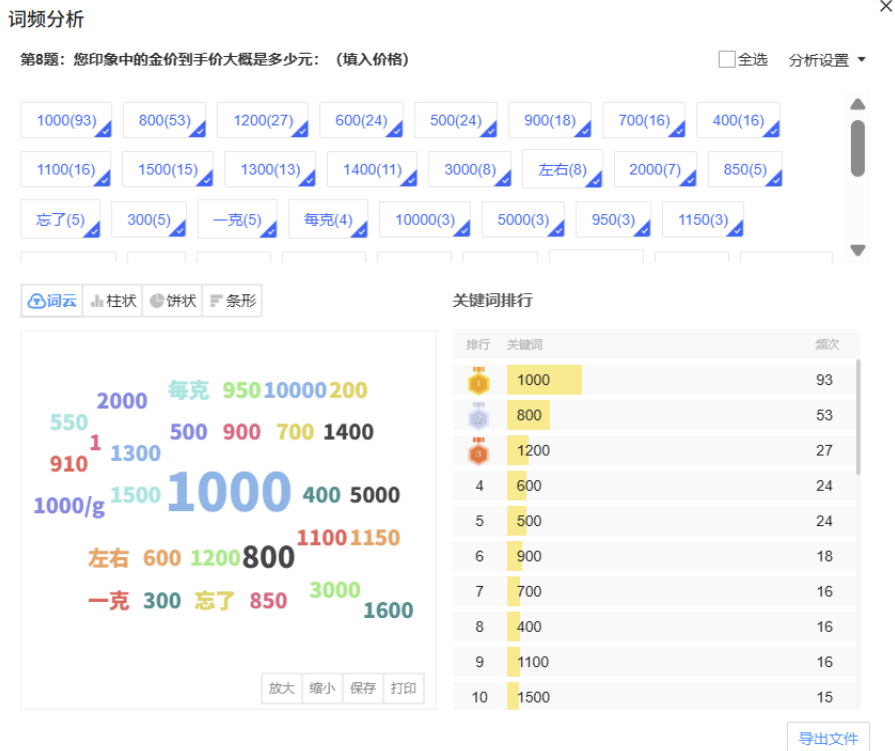 词频分析
第8题：您印象中的金价到手价大概是多少元：（填入价格）
全选 分析设置
1000(93) 800(53) 1200(27) 600(24) 500(24) 900(18) 700(16) 400(16)
1100(16) 1500(15) 1300(13) 1400(11) 3000(8) 左右(8) 2000(7) 850(5)
忘了(5) 300(5) 一克(5) 每克(4) 10000(3) 5000(3) 950(3) 1150(3)
词云 柱状 饼状 条形
2000 每克 950 10000 200
550 500 900 700 1400
1 1300
910
1000/g 1500 1000 400 5000
1100 1150
左右 600 1200 800
一克 300 忘了 850 3000
1600
放大 缩小 保存 打印
关键词排行
排行 关键词 频次
1 1000 93
2 800 53
3 1200 27
4 600 24
5 500 24
6 900 18
7 700 16
8 400 16
9 1100 16
10 1500 15
导出文件